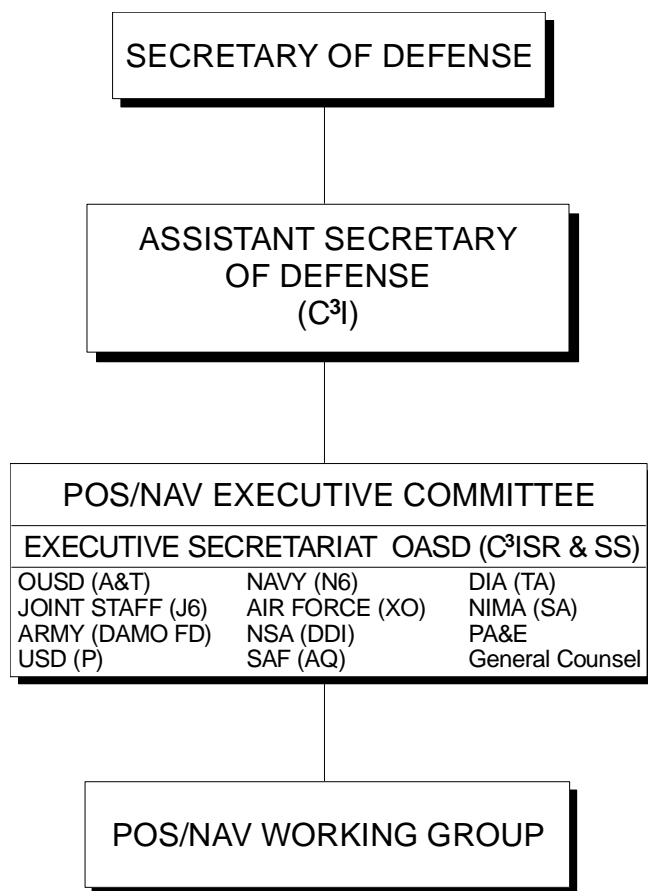 SECRETARY OF DEFENSE
ASSISTANT SECRETARY
OF DEFENSE
(C³I)
POS/NAV EXECUTIVE COMMITTEE
EXECUTIVE SECRETARIAT OASD (C³ISR & SS)
OUSD (A&T) NAVY (N6) DIA (TA)
JOINT STAFF (J6) AIR FORCE (XO) NIMA (SA)
ARMY (DAMO FD) NSA (DDI) PA&E
USD (P) SAF (AQ) General Counsel
POS/NAV WORKING GROUP